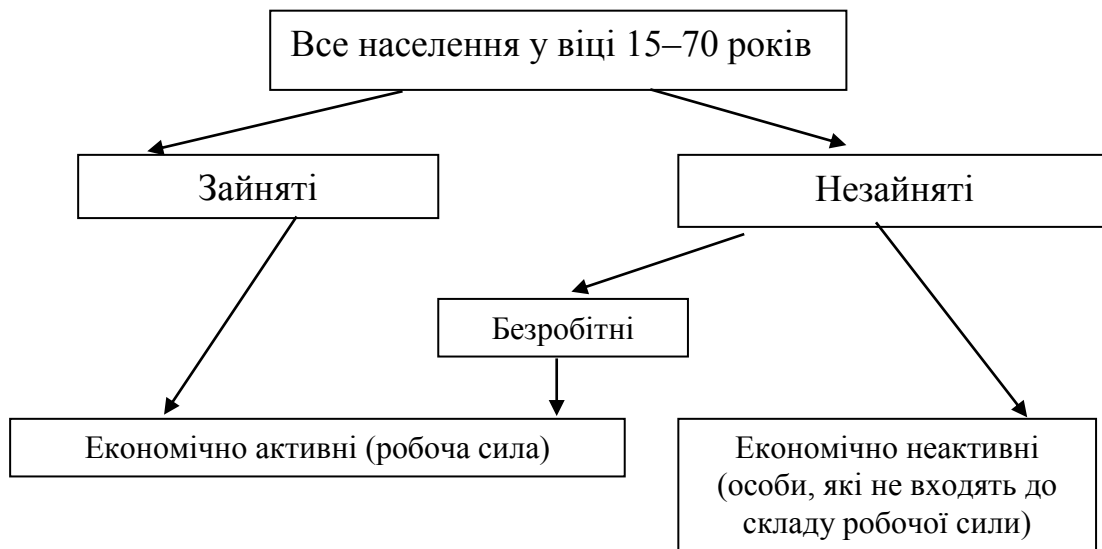 Все населення у віці 15–70 років
Зайняті
Незайняті
Безробітні
Економічно активні (робоча сила)
Економічно неактивні
(особи, які не входять до
складу робочої сили)